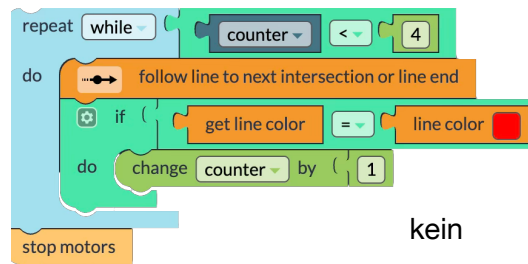 repeat while counter < 4
do follow line to next intersection or line end
if get line color = line color
do change counter by 1
kein
stop motors